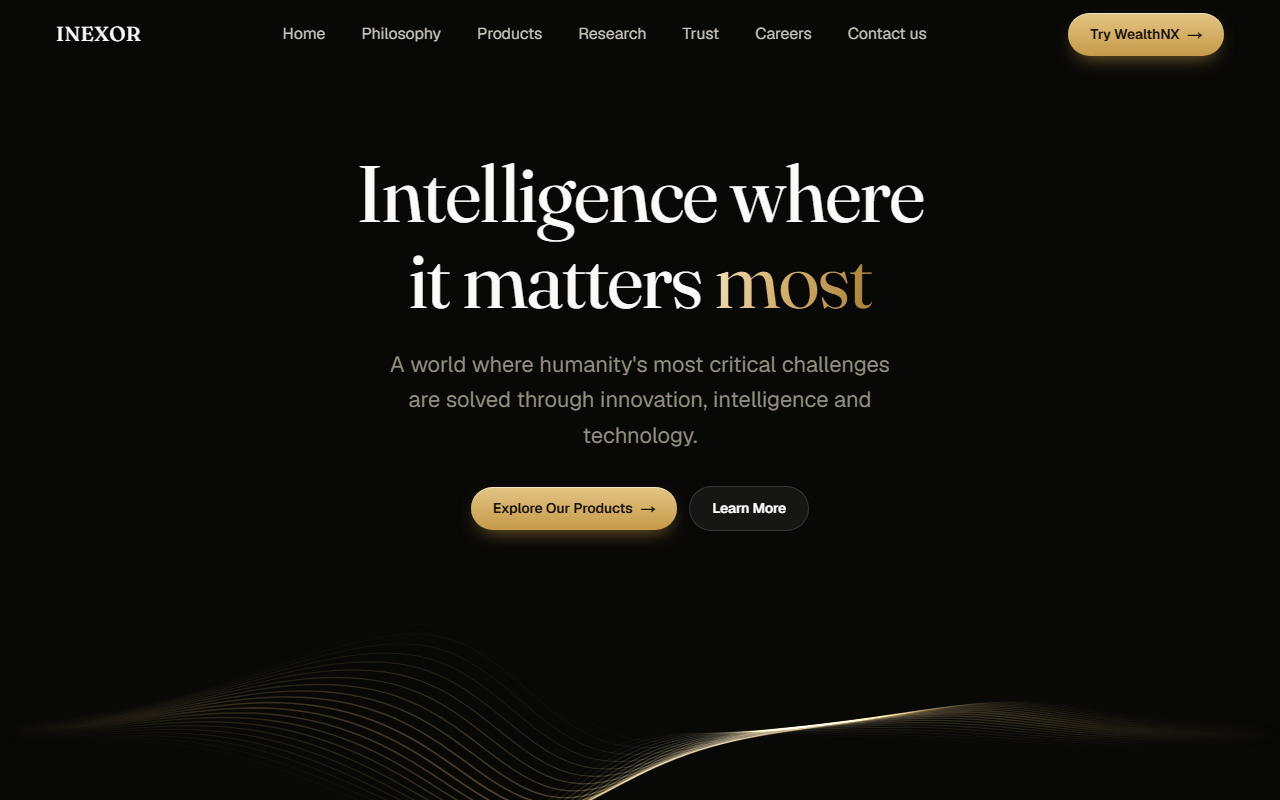 INEXOR
Home Philosophy Products Research Trust Careers Contact us
Try WealthNX →
Intelligence where
it matters most
A world where humanity's most critical challenges
are solved through innovation, intelligence and
technology.
Explore Our Products →
Learn More